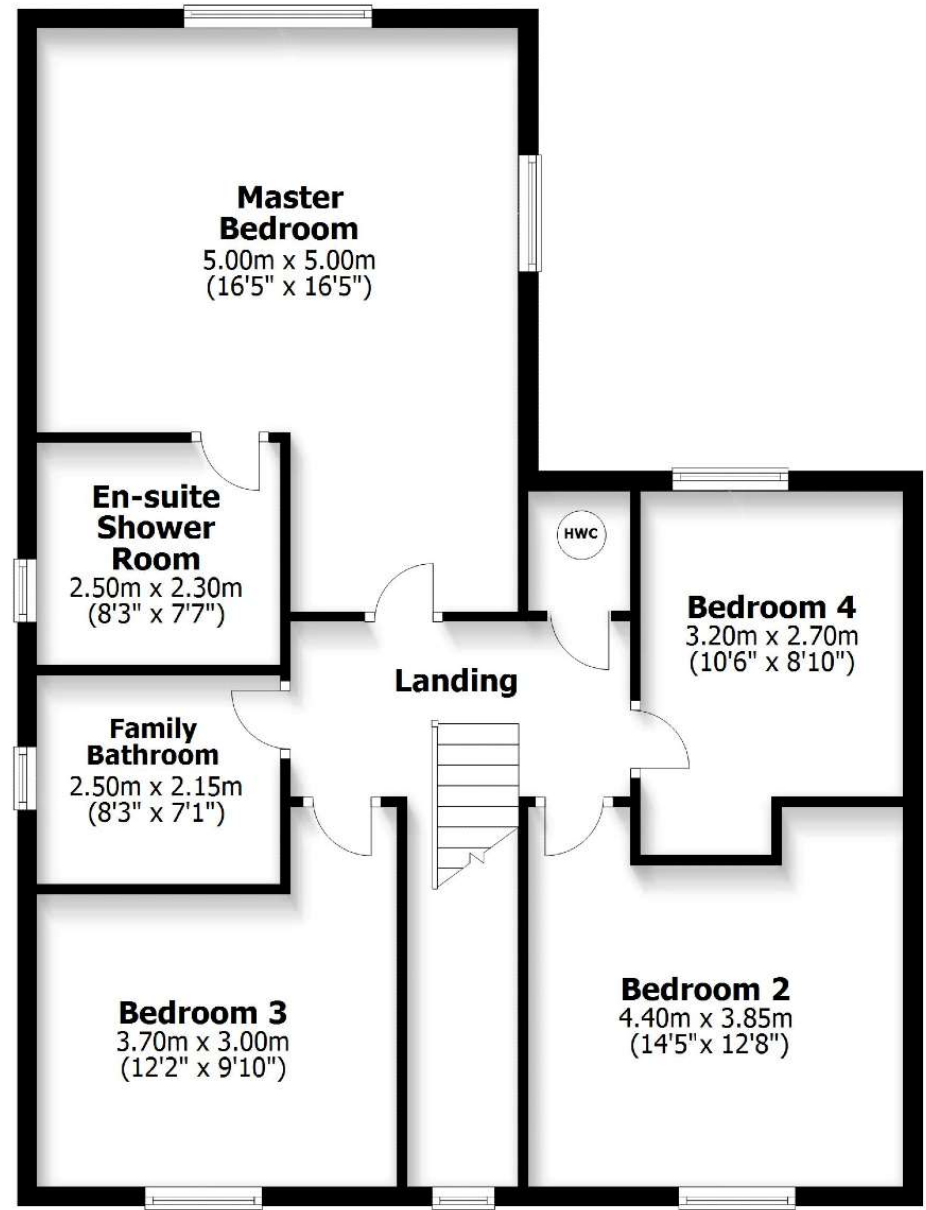 Master
Bedroom
5.00m x 5.00m
(16'5" x 16'5")
En-suite
Shower
Room
2.50m x 2.30m
(8'3" x 7'7")
HWC
Bedroom 4
3.20m x 2.70m
(10'6" x 8'10")
Landing
Family
Bathroom
2.50m x 2.15m
(8'3" x 7'1")
Bedroom 3
3.70m x 3.00m
(12'2" x 9'10")
Bedroom 2
4.40m x 3.85m
(14'5"x 12'8")